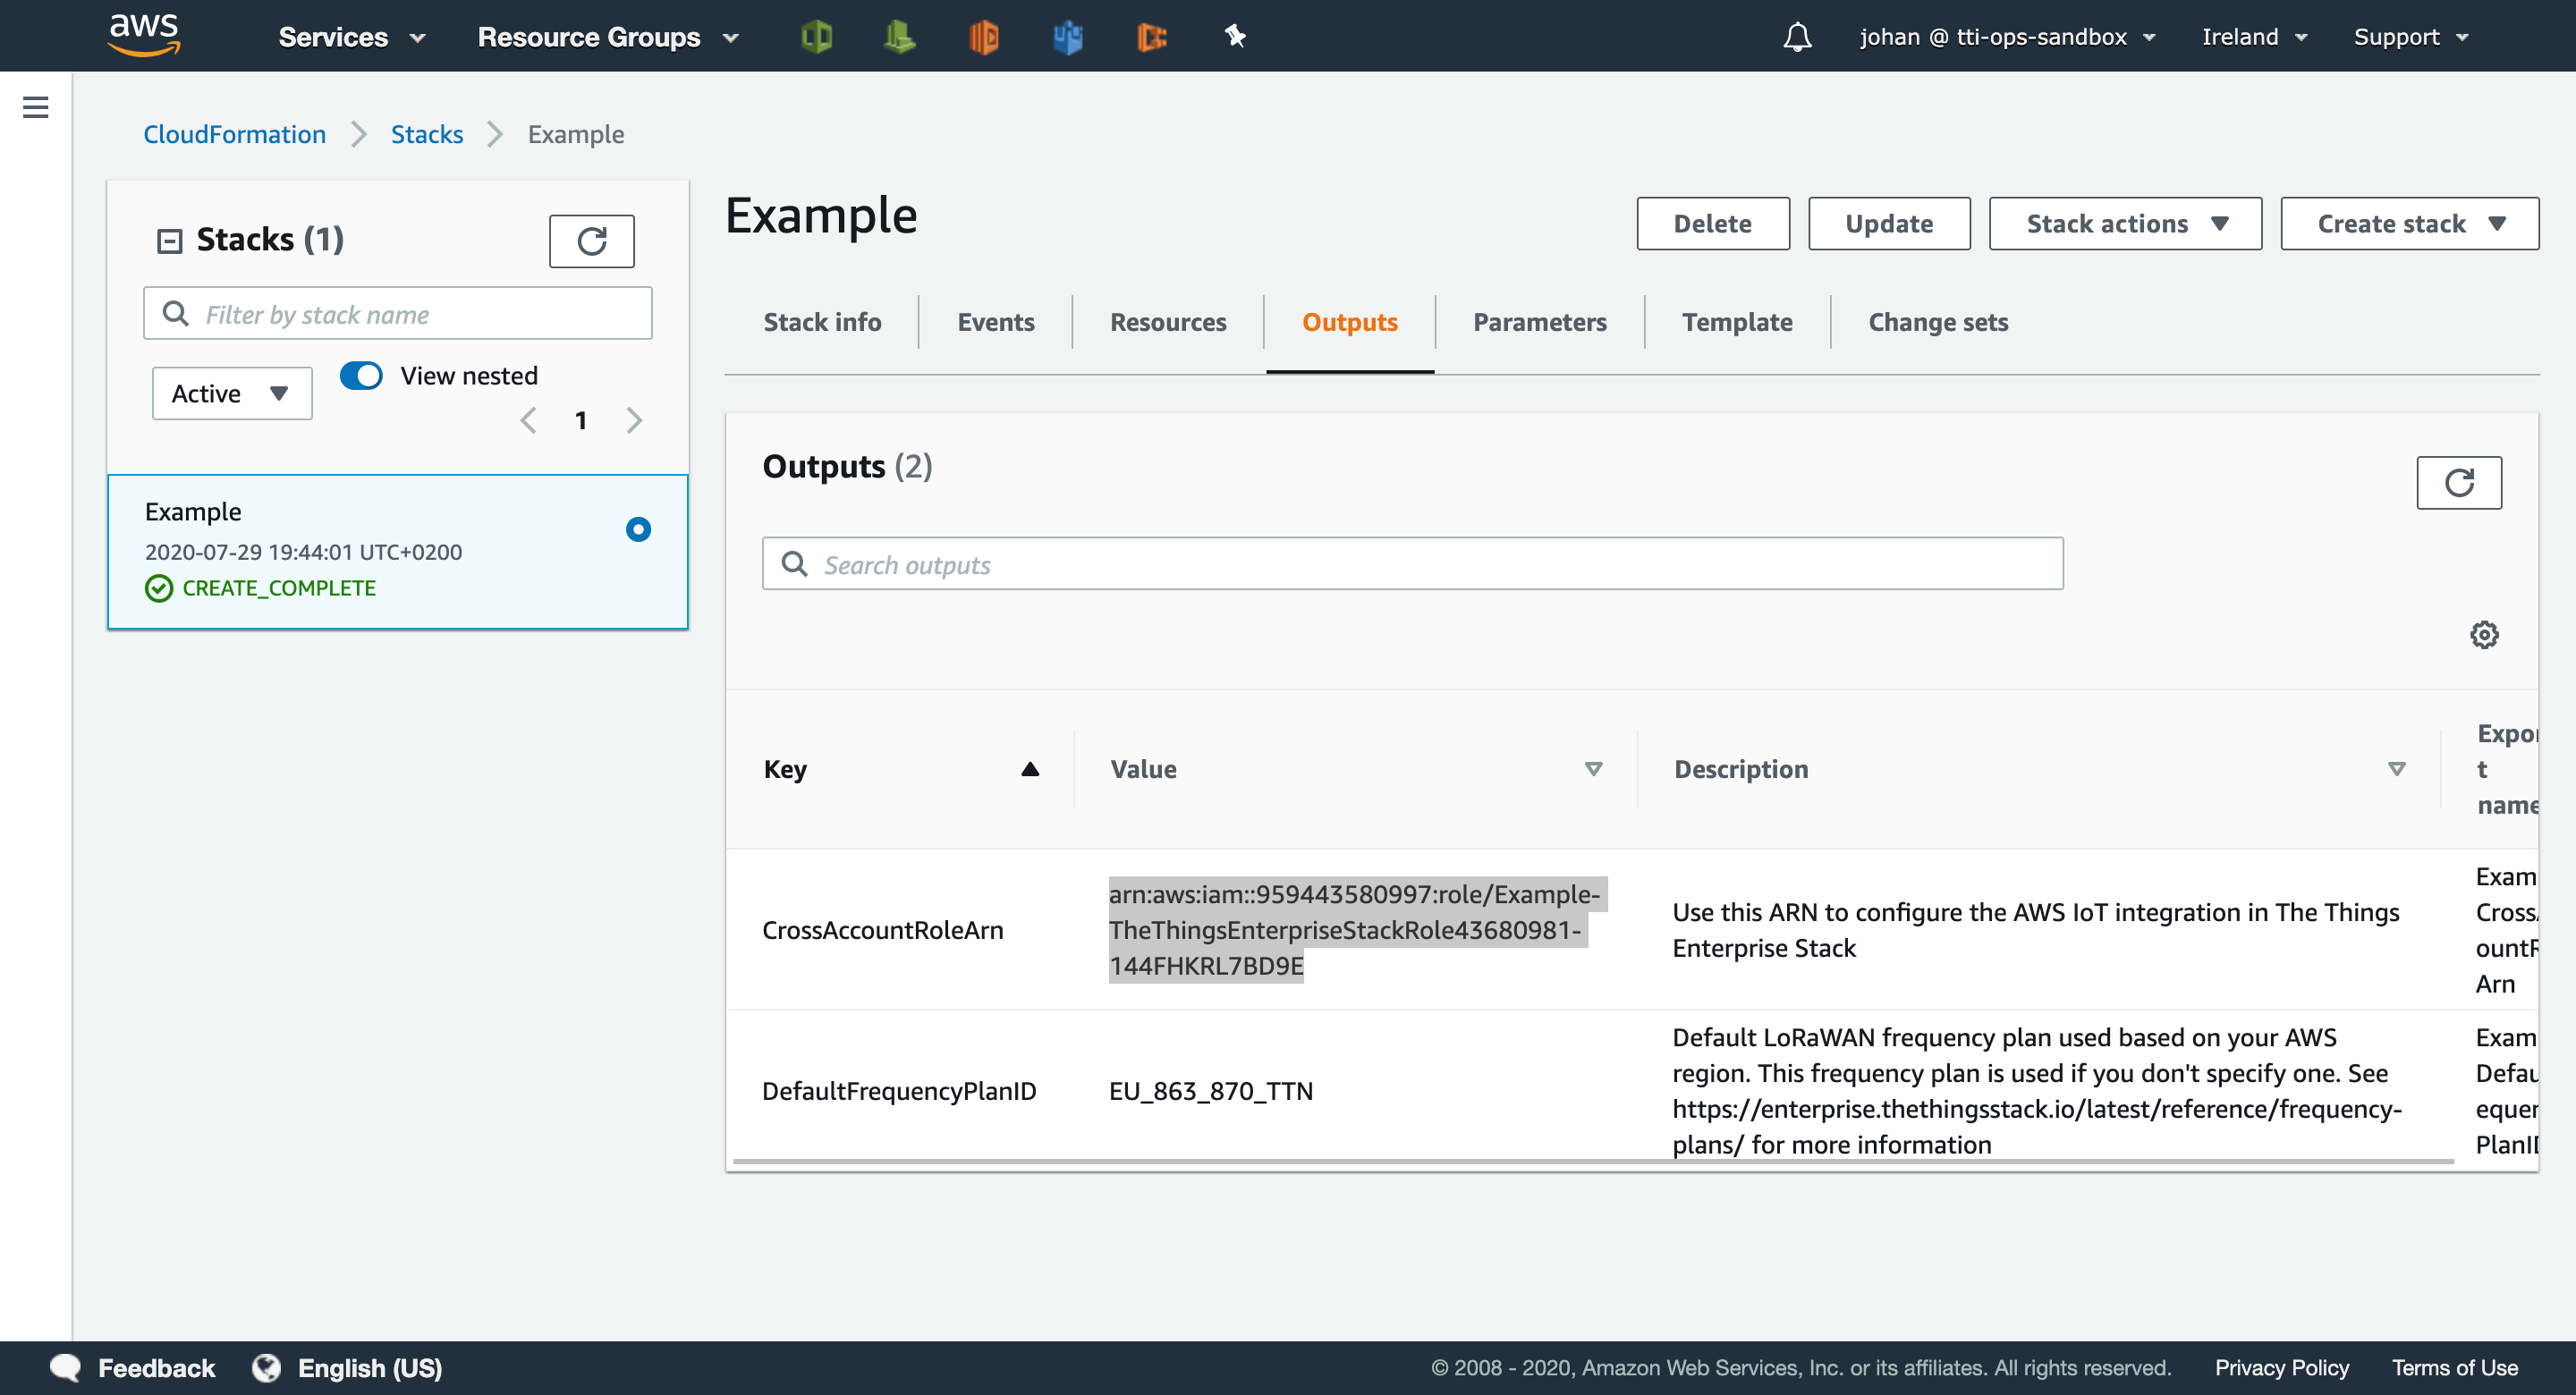 aws
Services
Resource Groups
johan @ tti-ops-sandbox
Ireland
Support
CloudFormation
Stacks
Example
Stacks (1)
Filter by stack name
Active
View nested
1
Example
2020-07-29 19:44:01 UTC+0200
CREATE_COMPLETE
Example
Delete
Update
Stack actions
Create stack
Stack info
Events
Resources
Outputs
Parameters
Template
Change sets
Outputs (2)
Search outputs
Key
Value
Description
Expor
t
name
CrossAccountRoleArn
arn:aws:iam::959443580997:role/Example-
TheThingsEnterpriseStackRole43680981-
144FHKRL7BD9E
Use this ARN to configure the AWS IoT integration in The Things
Enterprise Stack
Exam
Cross
ountR
Arn
DefaultFrequencyPlanID
EU_863_870_TTN
Default LoRaWAN frequency plan used based on your AWS
region. This frequency plan is used if you don't specify one. See
https://enterprise.thethingsstack.io/latest/reference/frequency-
plans/ for more information
Exam
Defau
equen
PlanID
Feedback
English (US)
© 2008 - 2020, Amazon Web Services, Inc. or its affiliates. All rights reserved.
Privacy Policy
Terms of Use